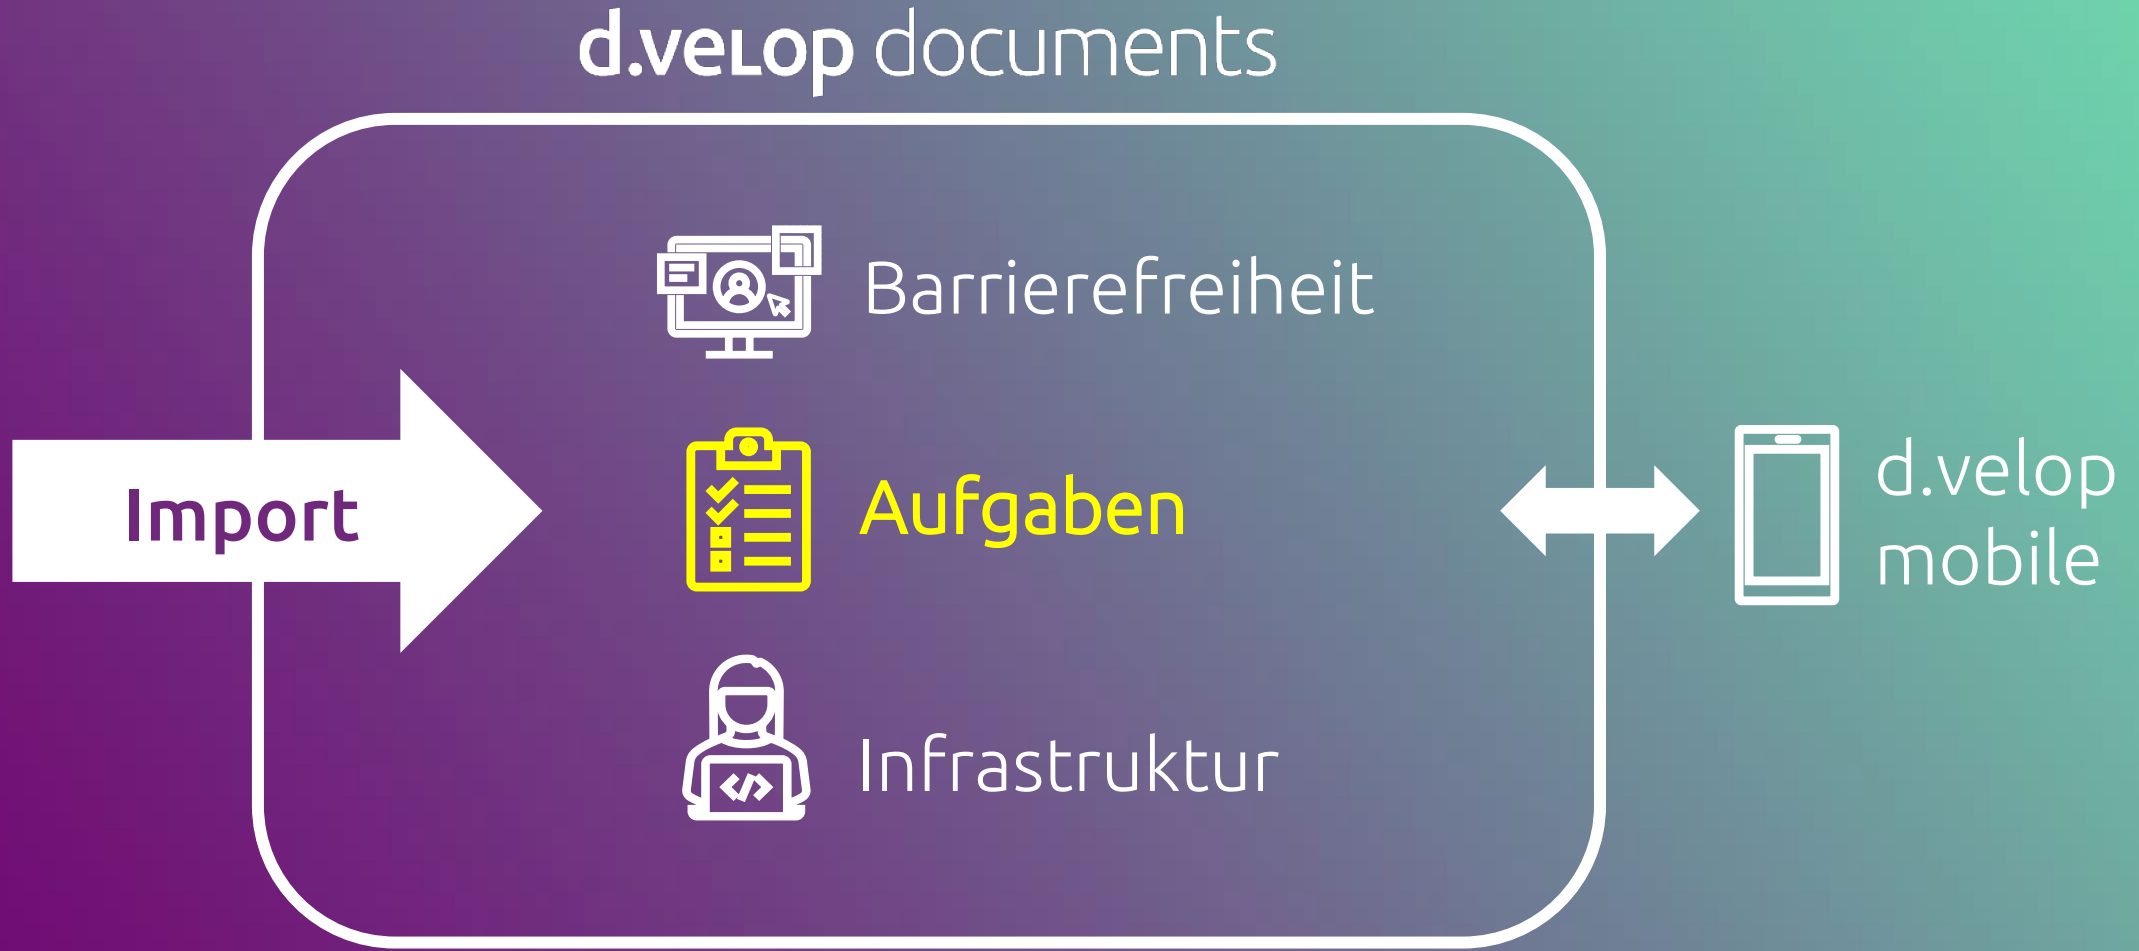 d.velop documents
Barrierefreiheit
Import
Aufgaben
d.velop
mobile
Infrastruktur